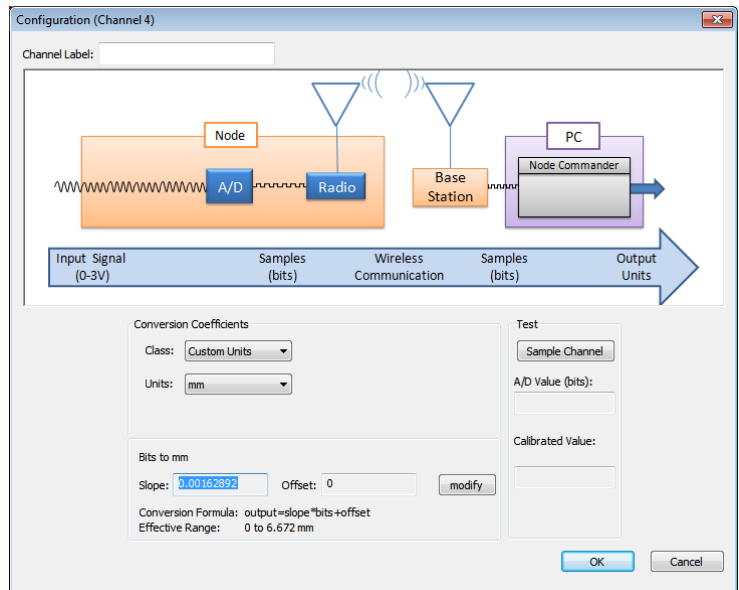 Configuration (Channel 4)
Channel Label:
Node
PC
Node Commander
A/D
Radio
Base
Station
Input Signal
(0-3V)
Samples
(bits)
Wireless
Communication
Samples
(bits)
Output
Units
Conversion Coefficients
Class: Custom Units
Units: mm
Bits to mm
Slope: 0.00162892 Offset: 0 modify
Conversion Formula: output=slope*bits+offset
Effective Range: 0 to 6.672 mm
Test
Sample Channel
A/D Value (bits):
Calibrated Value:
OK Cancel